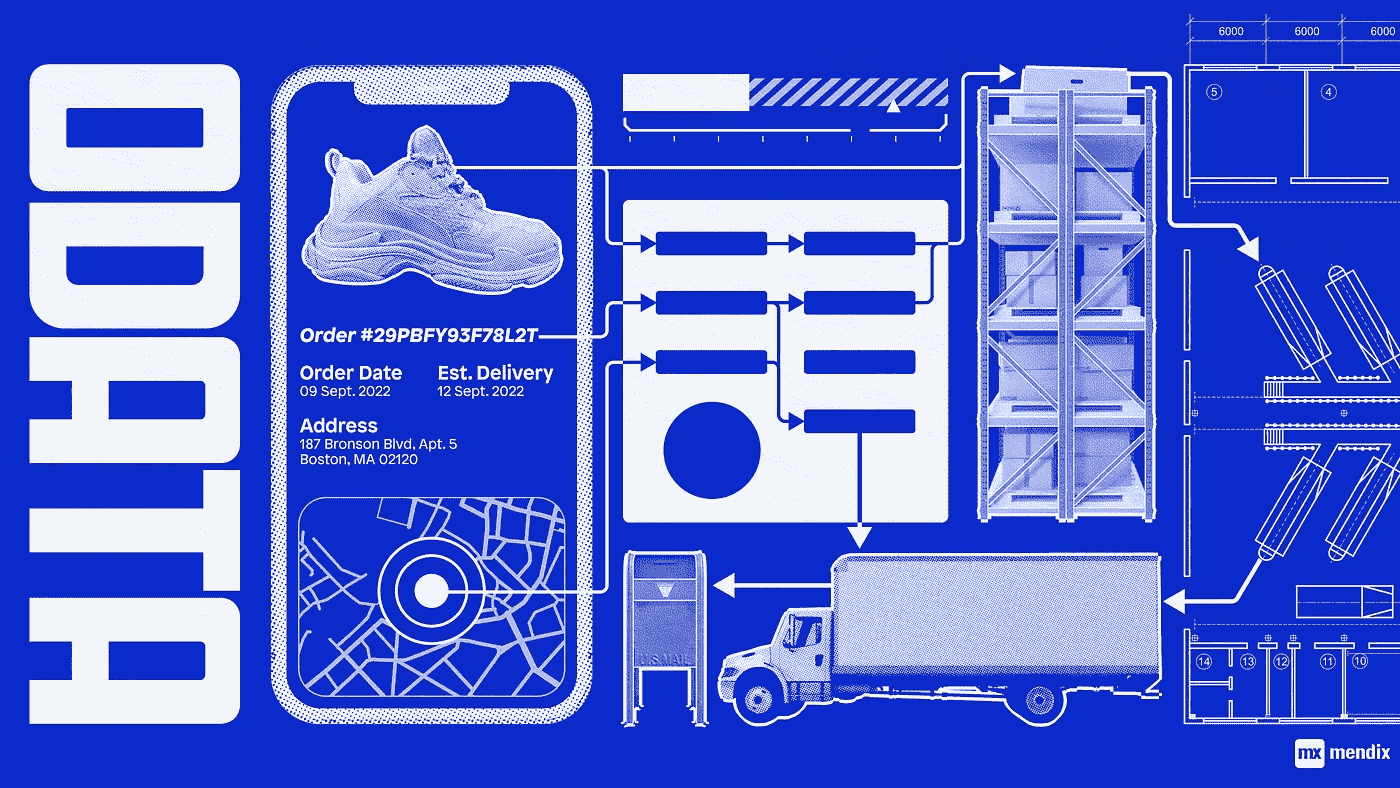 ODATA
Order #29PBFY93F78L2T
Order Date
09 Sept. 2022
Est. Delivery
12 Sept. 2022
Address
187 Bronson Blvd, Apt. 5
Boston, MA 02120
U.S.MAIL
6000
6000
6000
5
4
14
13
12
11
10
mx mendix